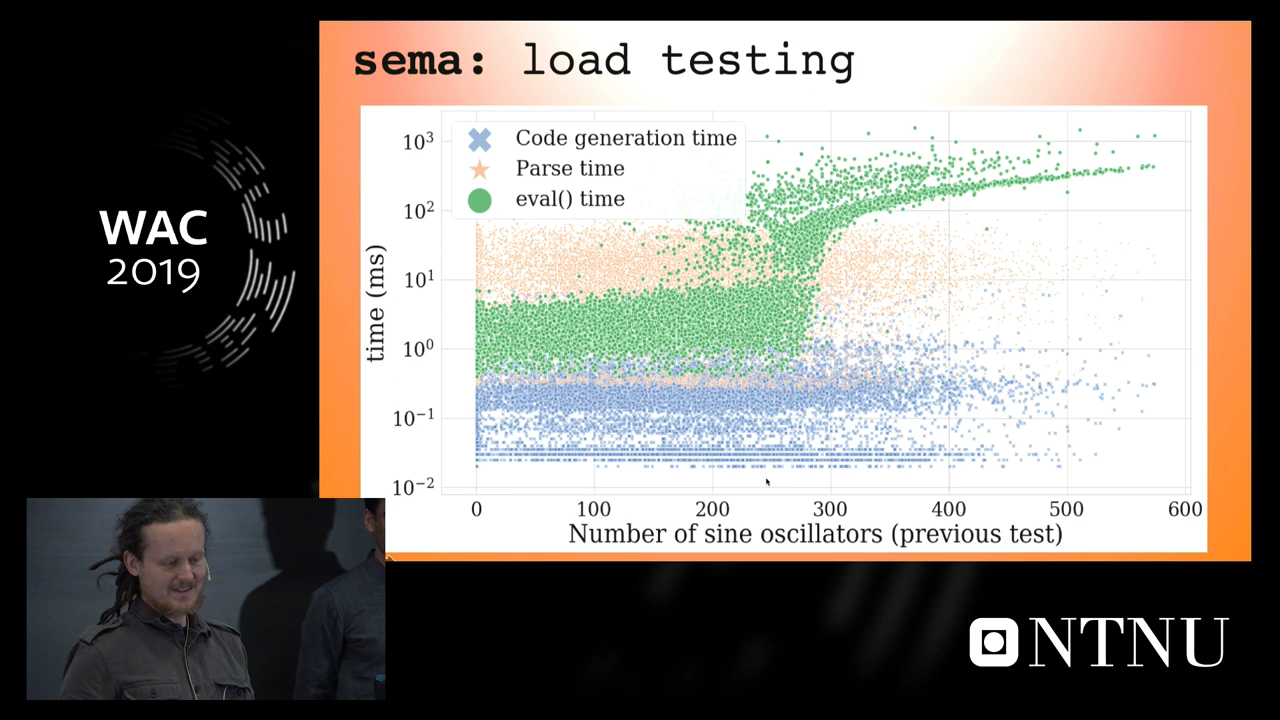 sema: load testing
Code generation time
Parse time
eval() time
10³
10²
10¹
10⁰
10⁻¹
10⁻²
time (ms)
0 100 200 300 400 500 600
Number of sine oscillators (previous test)
WAC
2019
NTNU